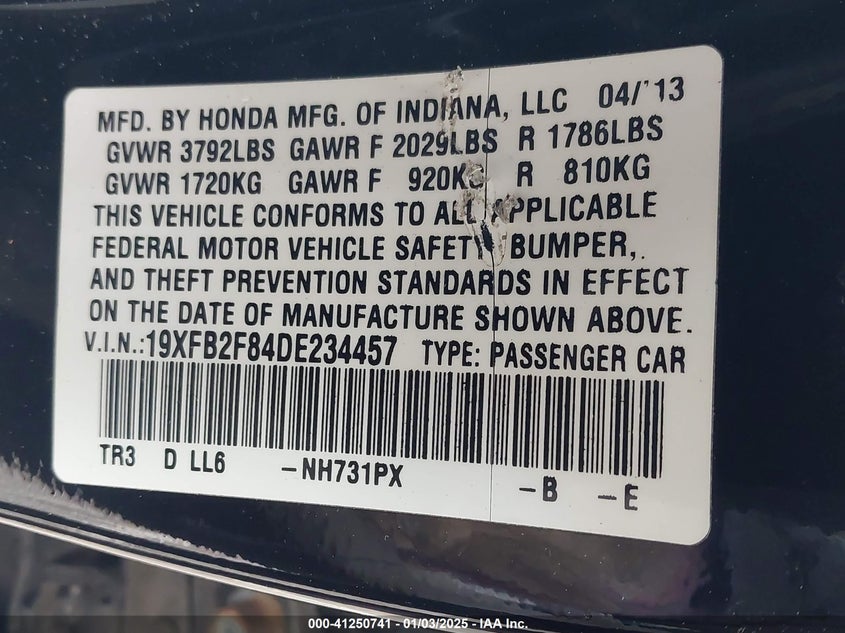 MFD. BY HONDA MFG. OF INDIANA, LLC 04/'13
GVWR 3792LBS GAWR F 2029LBS R 1786LBS
GVWR 1720KG GAWR F 920KG R 810KG
THIS VEHICLE CONFORMS TO ALL APPLICABLE
FEDERAL MOTOR VEHICLE SAFETY, BUMPER,
AND THEFT PREVENTION STANDARDS IN EFFECT
ON THE DATE OF MANUFACTURE SHOWN ABOVE.
V.I.N.:19XFB2F84DE234457 TYPE: PASSENGER CAR
TR3 D LL6 -NH731PX -B -E
000-41250741 - 01/03/2025 - IAA Inc.